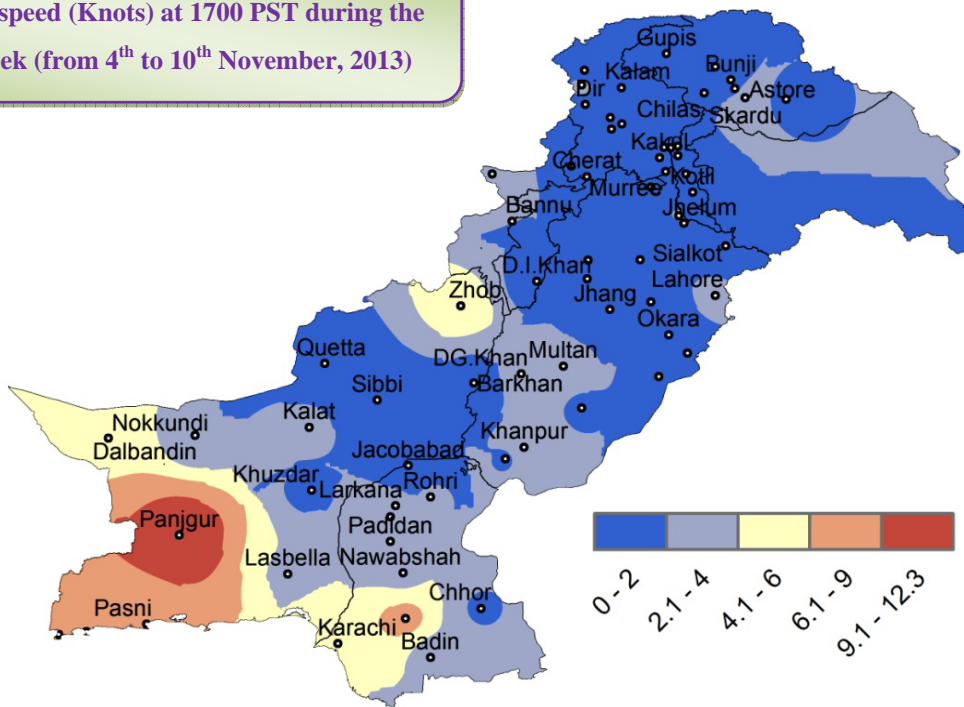 speed (Knots) at 1700 PST during the
ek (from 4th to 10th November, 2013)
Gupis
Bunji
Kalam
Dir
Astore
Chilas
Skardu
Kakul
Cherat
Kotli
Murree
Bannu
Jhelum
Sialkot
D.I.Khan
Lahore
Zhob
Jhang
Okara
Quetta
DG.Khan
Multan
Sibbi
Barkhan
Kalat
Nokkundi
Dalbandin
Khanpur
Jacobabad
Khuzdar
Rohri
Larkana
Panjgur
Padidan
Lasbella
Nawabshah
Chhor
Pasni
Karachi
Badin
0 - 2
2.1 - 4
4.1 - 6
6.1 - 9
9.1 - 12.3